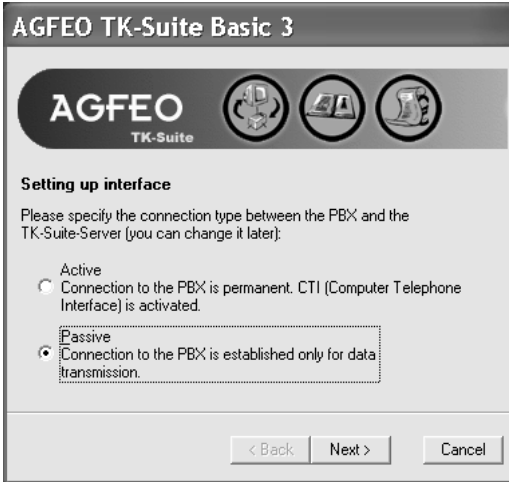 AGFEO TK-Suite Basic 3
AGFEO
TK-Suite
Setting up interface
Please specify the connection type between the PBX and the
TK-Suite-Server (you can change it later):
Active
Connection to the PBX is permanent. CTI (Computer Telephone
Interface) is activated.
Passive
Connection to the PBX is established only for data
transmission.
< Back
Next >
Cancel